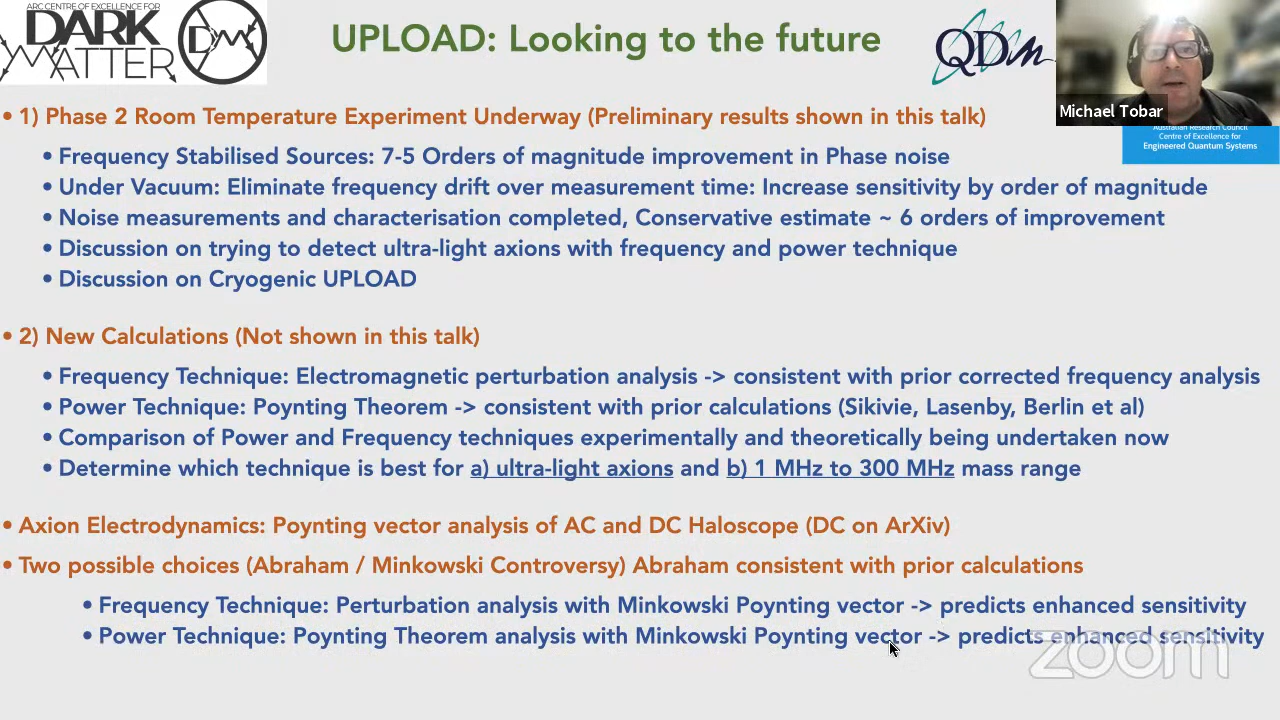 ARC CENTRE OF EXCELLENCE FOR
DARK
MATTER
DM
UPLOAD: Looking to the future
QDM
Michael Tobar
Australian Research Council
Centre of Excellence for
Engineered Quantum Systems
• 1) Phase 2 Room Temperature Experiment Underway (Preliminary results shown in this talk)
• Frequency Stabilised Sources: 7-5 Orders of magnitude improvement in Phase noise
• Under Vacuum: Eliminate frequency drift over measurement time: Increase sensitivity by order of magnitude
• Noise measurements and characterisation completed, Conservative estimate ~ 6 orders of improvement
• Discussion on trying to detect ultra-light axions with frequency and power technique
• Discussion on Cryogenic UPLOAD
• 2) New Calculations (Not shown in this talk)
• Frequency Technique: Electromagnetic perturbation analysis -> consistent with prior corrected frequency analysis
• Power Technique: Poynting Theorem -> consistent with prior calculations (Sikivie, Lasenby, Berlin et al)
• Comparison of Power and Frequency techniques experimentally and theoretically being undertaken now
• Determine which technique is best for a) ultra-light axions and b) 1 MHz to 300 MHz mass range
• Axion Electrodynamics: Poynting vector analysis of AC and DC Haloscope (DC on ArXiv)
• Two possible choices (Abraham / Minkowski Controversy) Abraham consistent with prior calculations
• Frequency Technique: Perturbation analysis with Minkowski Poynting vector -> predicts enhanced sensitivity
• Power Technique: Poynting Theorem analysis with Minkowski Poynting vector -> predicts enhanced sensitivity
zoom